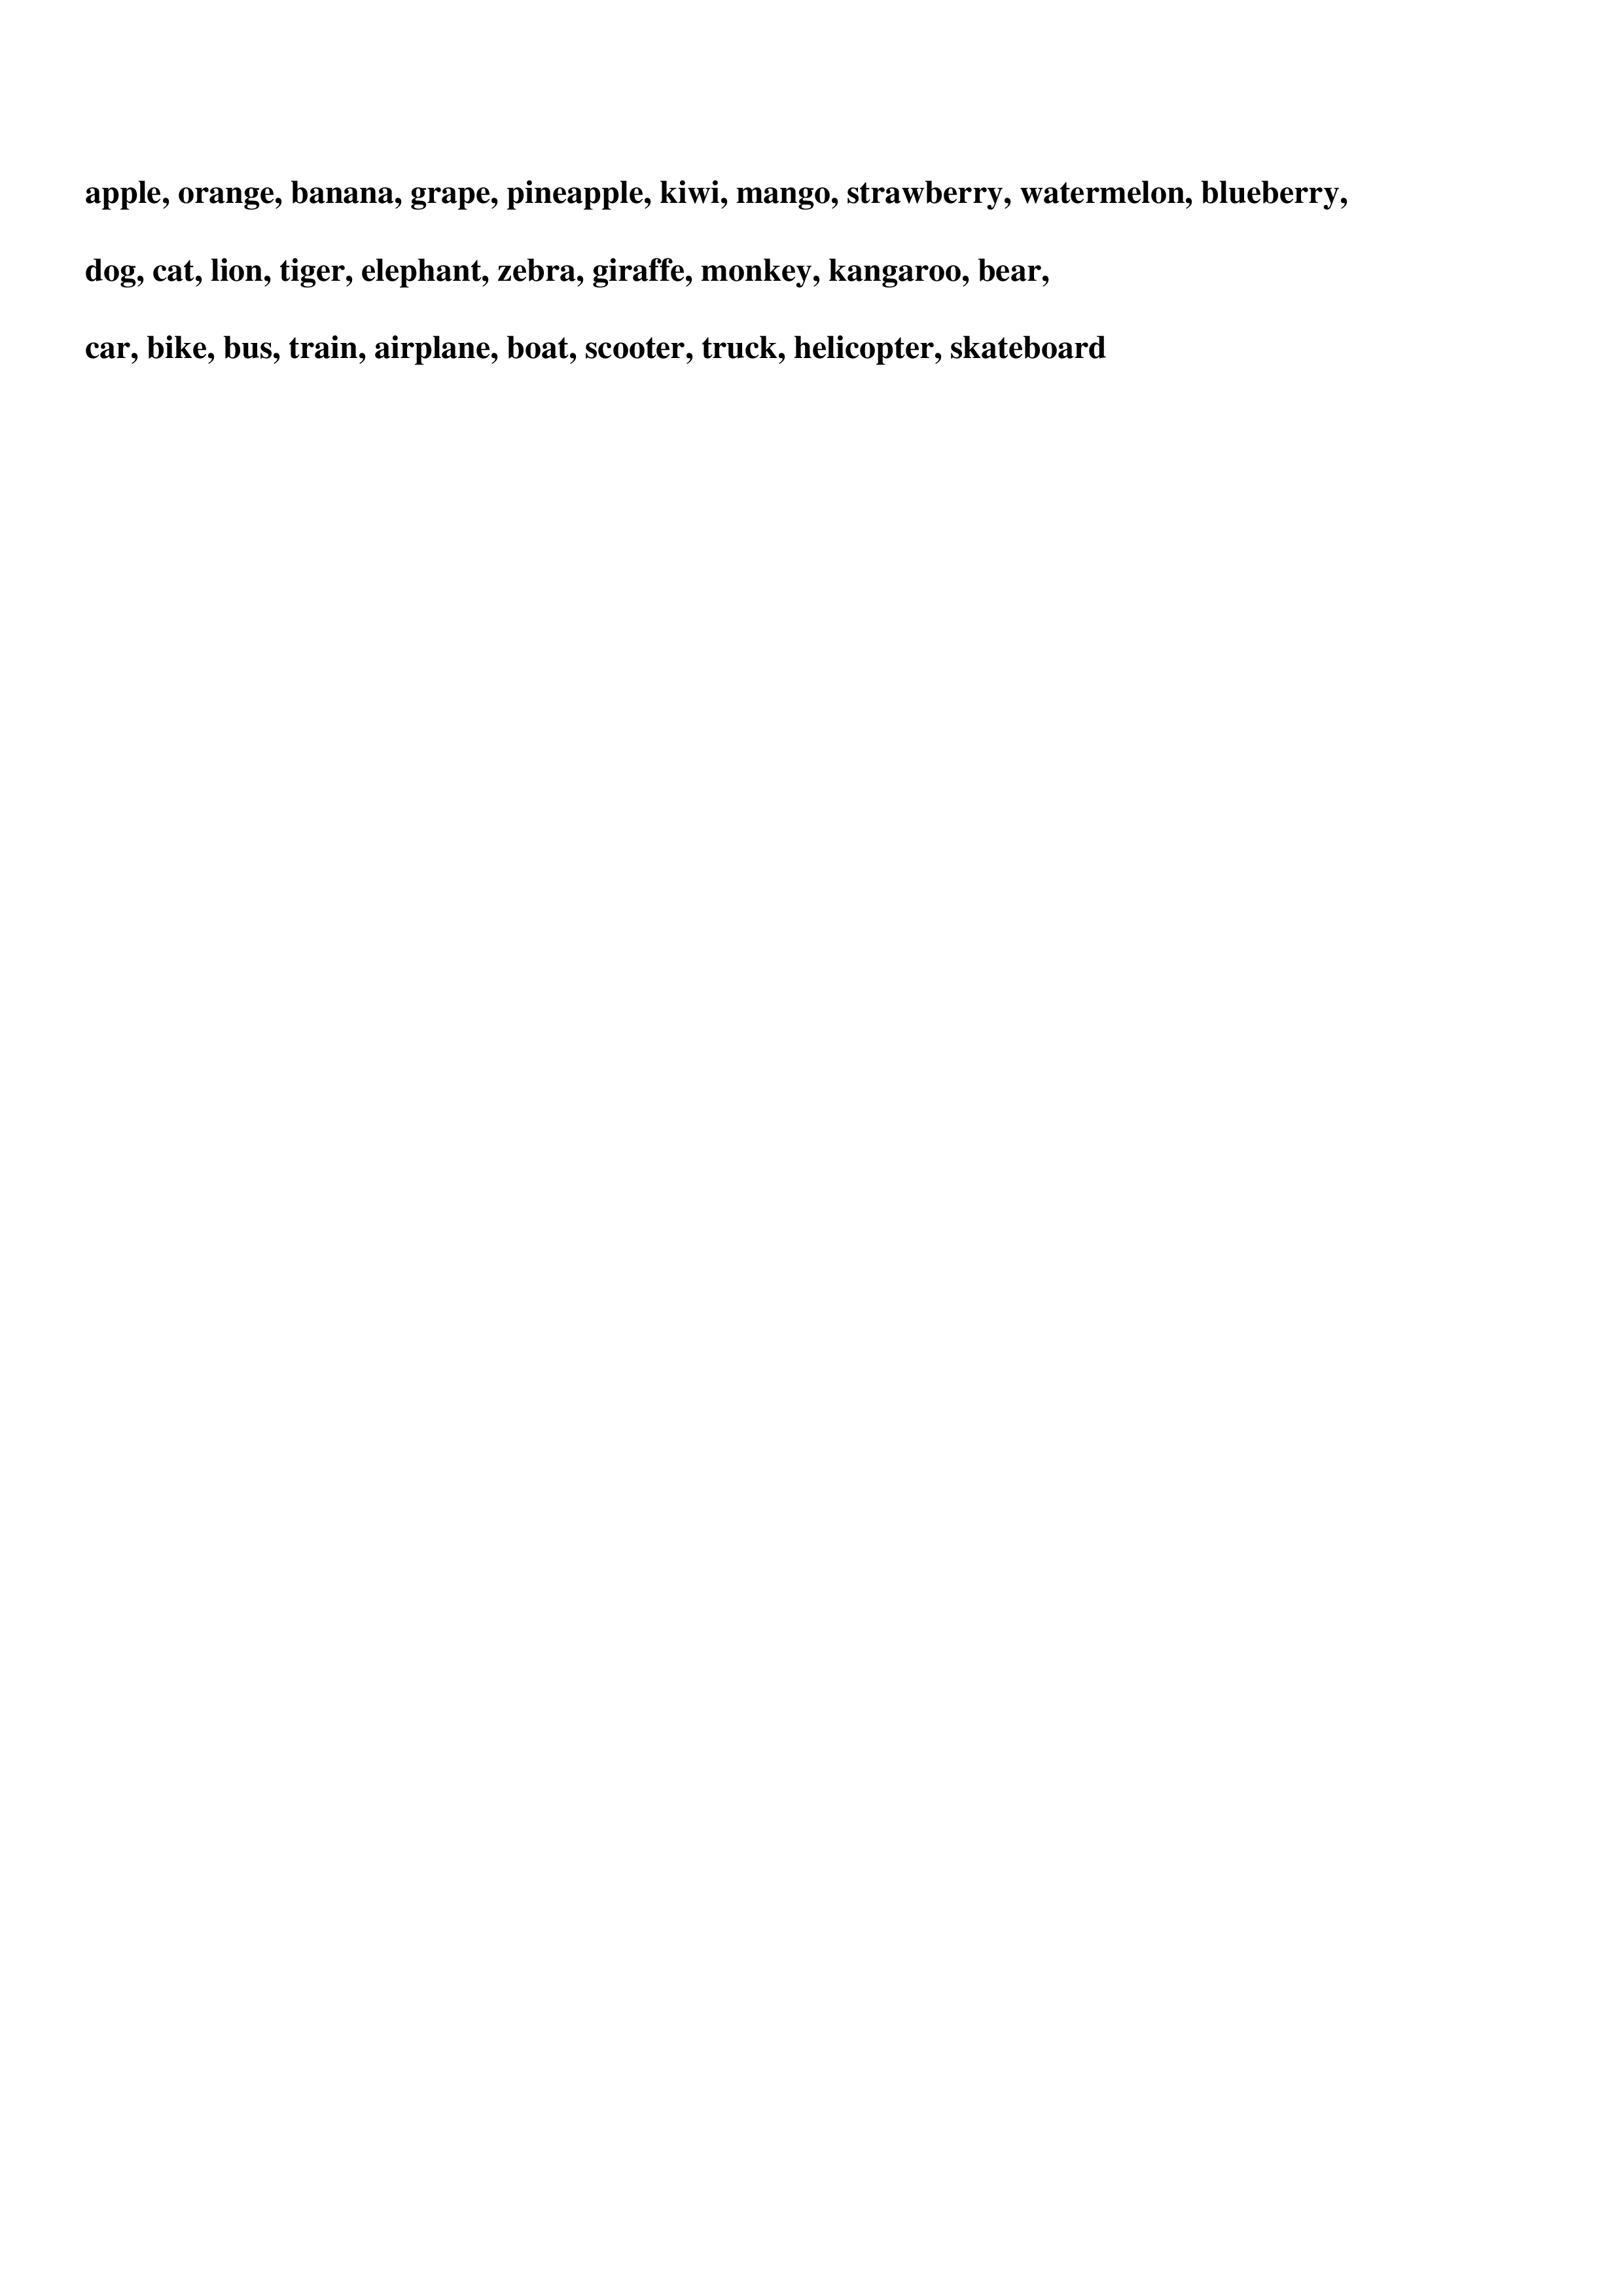 apple, orange, banana, grape, pineapple, kiwi, mango, strawberry, watermelon, blueberry,
dog, cat, lion, tiger, elephant, zebra, giraffe, monkey, kangaroo, bear,
car, bike, bus, train, airplane, boat, scooter, truck, helicopter, skateboard